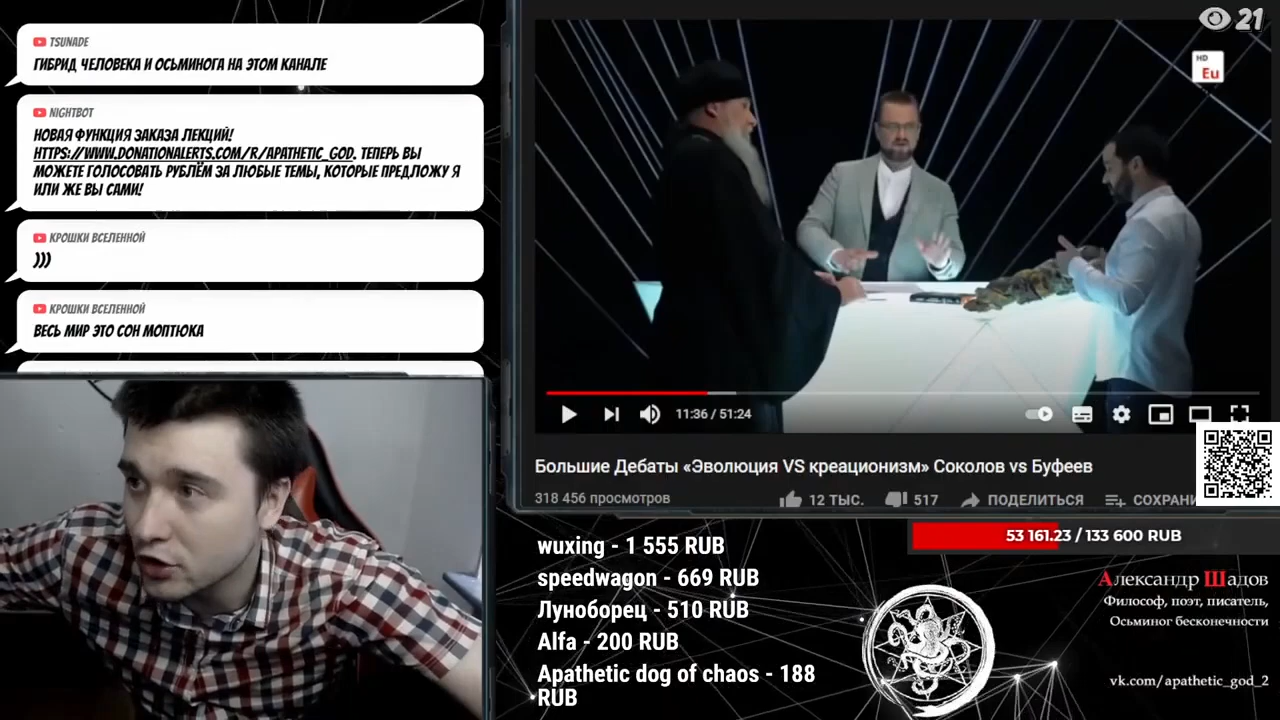 TSUNADE
ГИБРИД ЧЕЛОВЕКА И ОСЬМИНОГА НА ЭТОМ КАНАЛЕ
NIGHTBOT
НОВАЯ ФУНКЦИЯ ЗАКАЗА ЛЕКЦИЙ!
HTTPS://WWW.DONATIONALERTS.COM/R/APATHETIC_GOD. ТЕПЕРЬ ВЫ
МОЖЕТЕ ГОЛОСОВАТЬ РУБЛЁМ ЗА ЛЮБЫЕ ТЕМЫ, КОТОРЫЕ ПРЕДЛОЖУ Я
ИЛИ ЖЕ ВЫ САМИ!
КРОШКИ ВСЕЛЕННОЙ
)))
КРОШКИ ВСЕЛЕННОЙ
ВЕСЬ МИР ЭТО СОН МОПТЮКА
21
HD
Eu
11:36 / 51:24
Большие Дебаты «Эволюция VS креационизм» Соколов vs Буфеев
318 456 просмотров
12 ТЫС.
517
ПОДЕЛИТЬСЯ
СОХРАНИ
53 161.23 / 133 600 RUB
wuxing - 1 555 RUB
speedwagon - 669 RUB
Луноборец - 510 RUB
Alfa - 200 RUB
Apathetic dog of chaos - 188
RUB
Александр Шадов
Философ, поэт, писатель,
Осьминог бесконечности
vk.com/apathetic_god_2